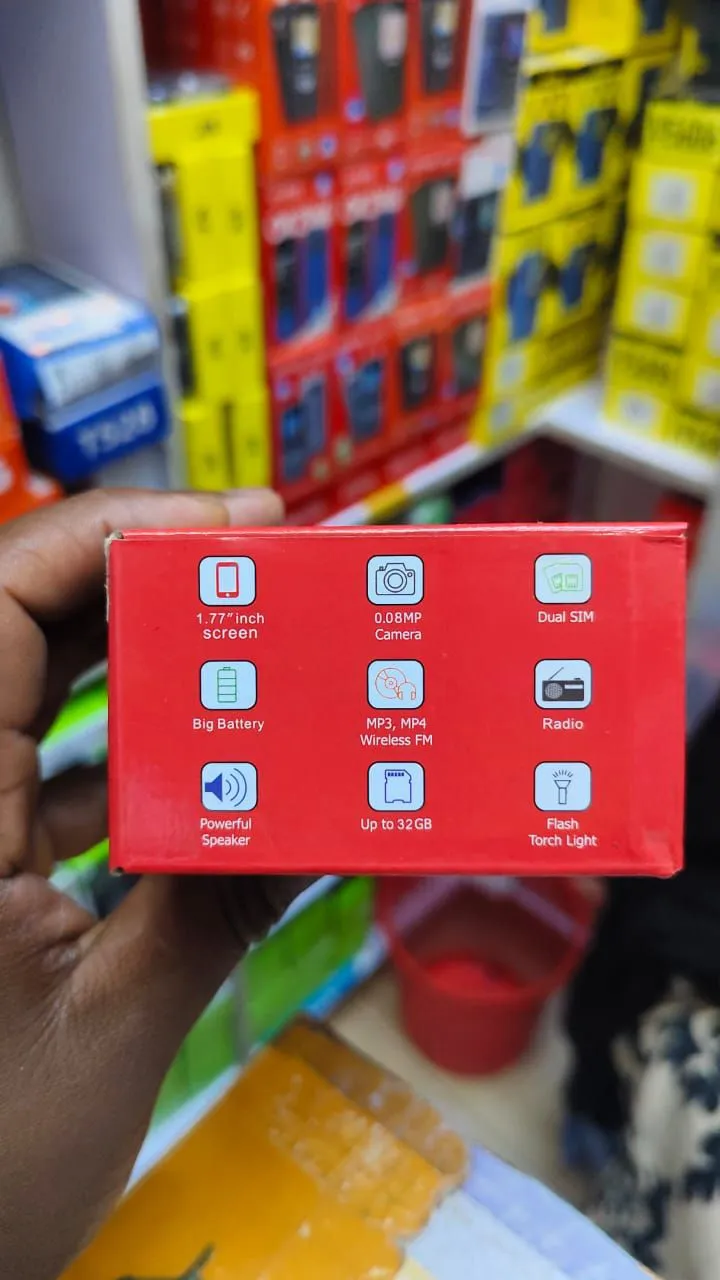 T528
1.77″inch
screen
0.08MP
Camera
Dual SIM
Big Battery
MP3, MP4
Wireless FM
Radio
Powerful
Speaker
Up to 32GB
Flash
Torch Light